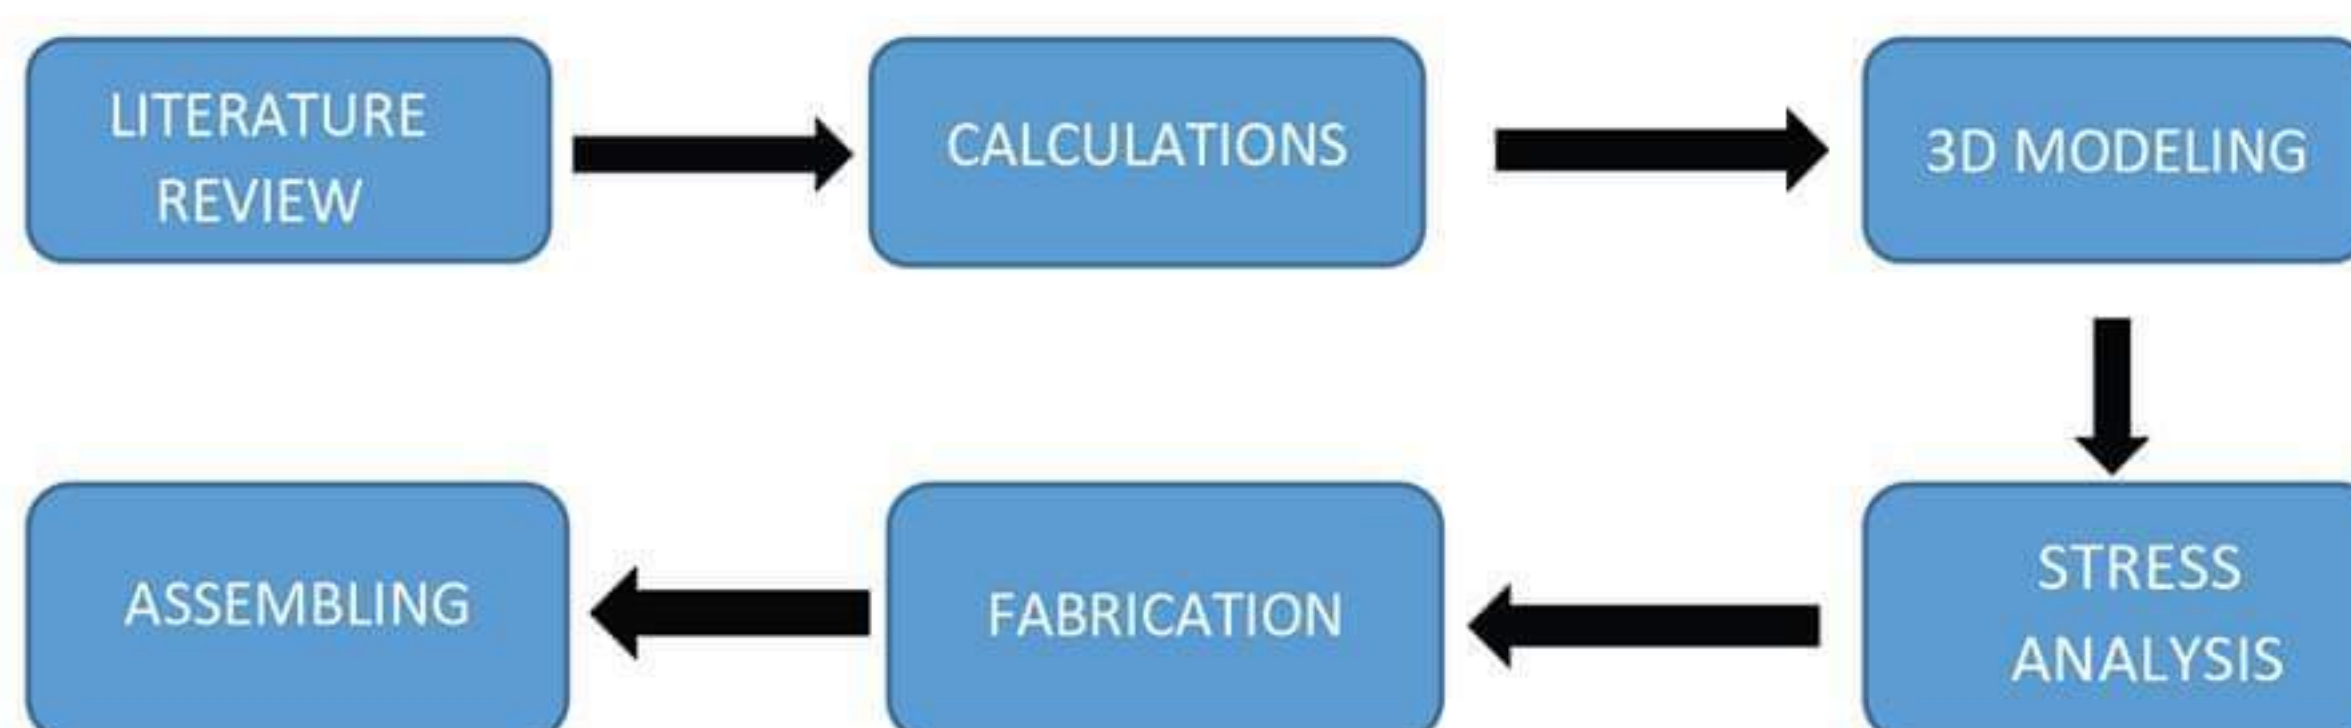 LITERATURE
REVIEW
CALCULATIONS
3D MODELING
STRESS
ANALYSIS
FABRICATION
ASSEMBLING